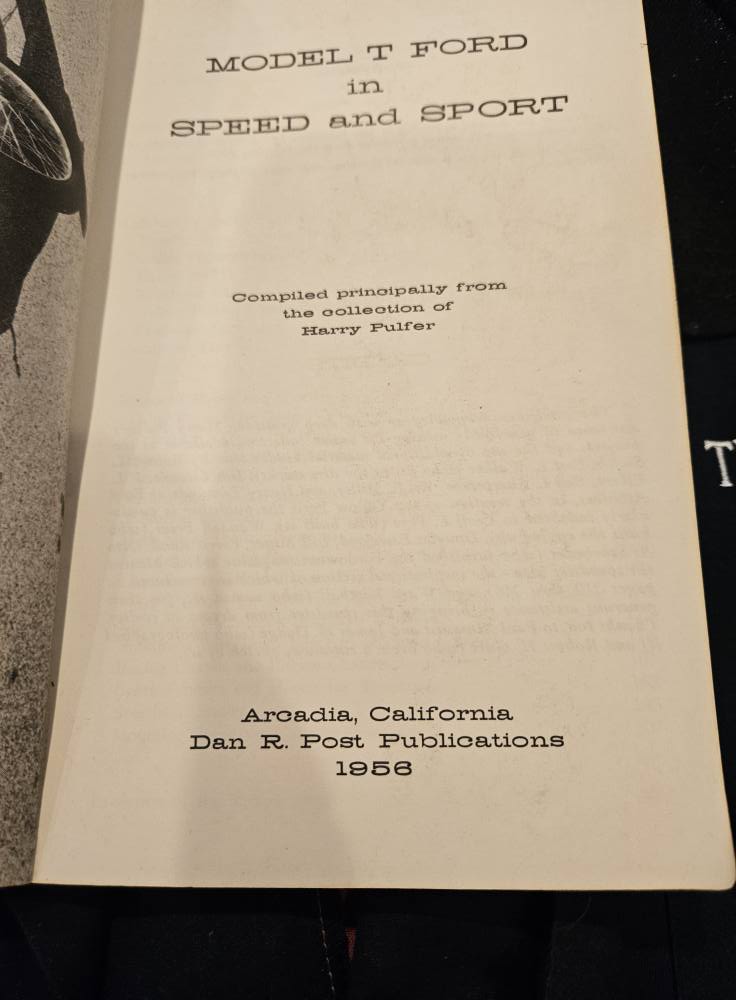 MODEL T FORD
in
SPEED and SPORT
Compiled principally from
the collection of
Harry Pulfer
Arcadia, California
Dan R. Post Publications
1956